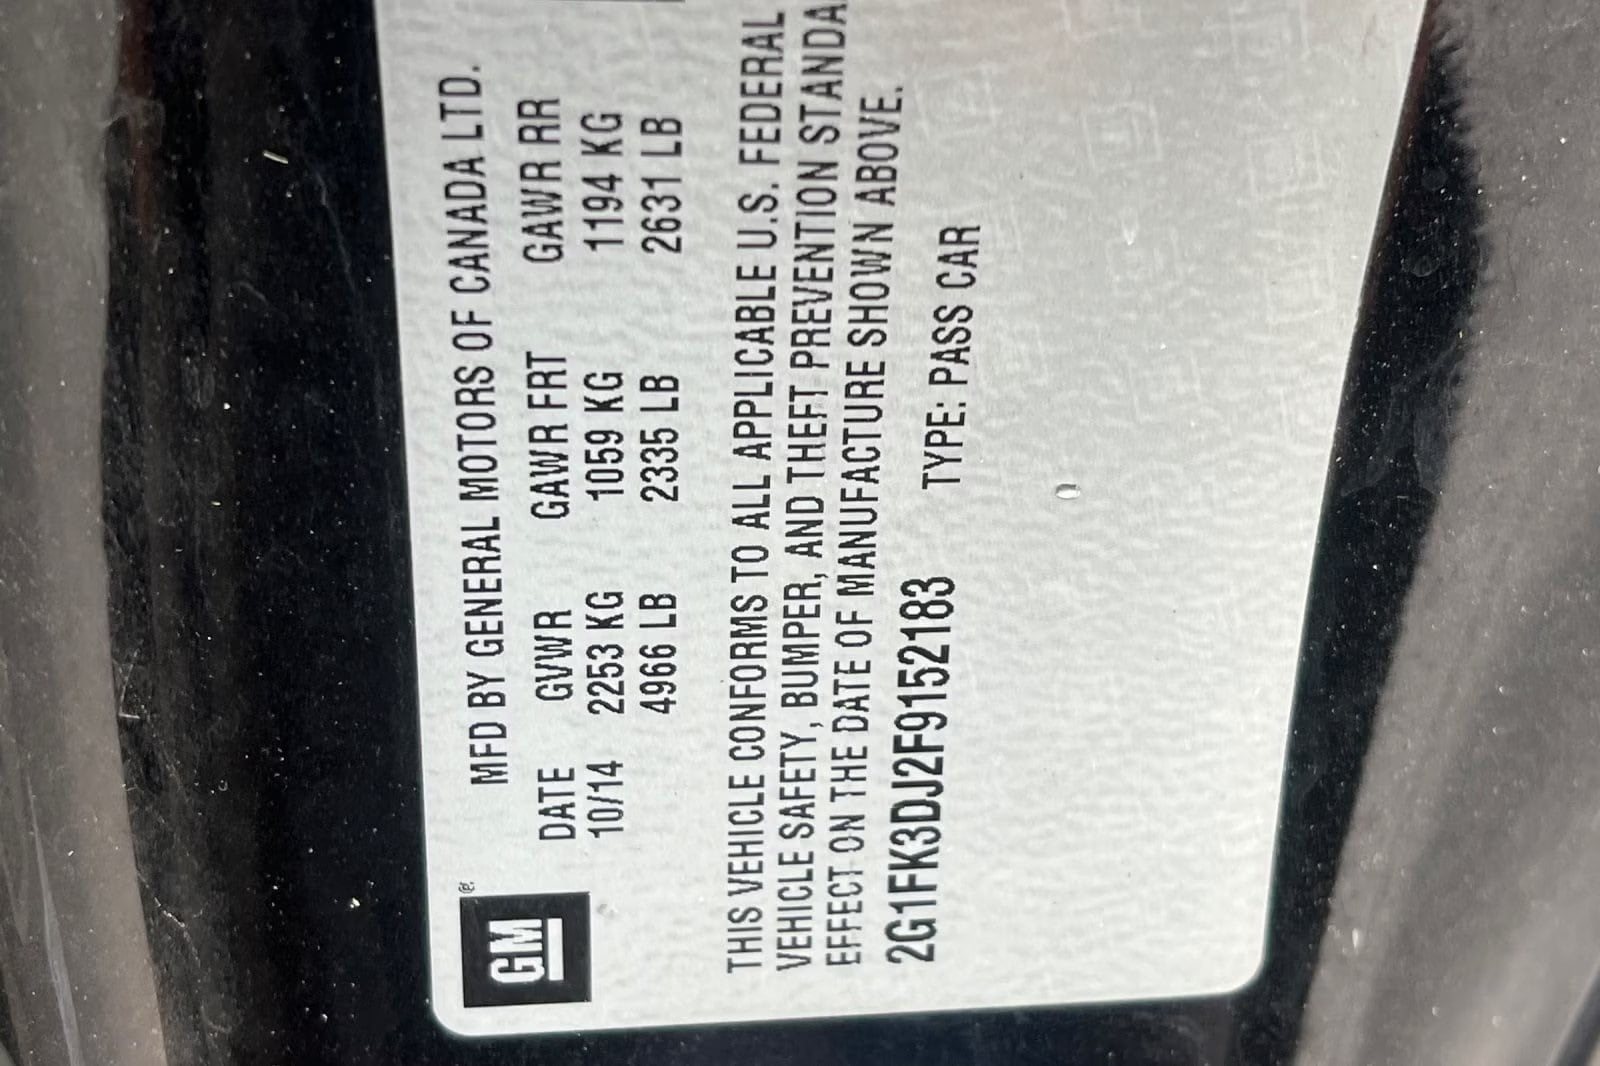 GM ®
MFD BY GENERAL MOTORS OF CANADA LTD.
DATE GVWR GAWR FRT GAWR RR
10/14 2253 KG 1059 KG 1194 KG
4966 LB 2335 LB 2631 LB
THIS VEHICLE CONFORMS TO ALL APPLICABLE U.S. FEDERAL
VEHICLE SAFETY, BUMPER, AND THEFT PREVENTION STANDA
EFFECT ON THE DATE OF MANUFACTURE SHOWN ABOVE.
2G1FK3DJ2F9152183 TYPE: PASS CAR